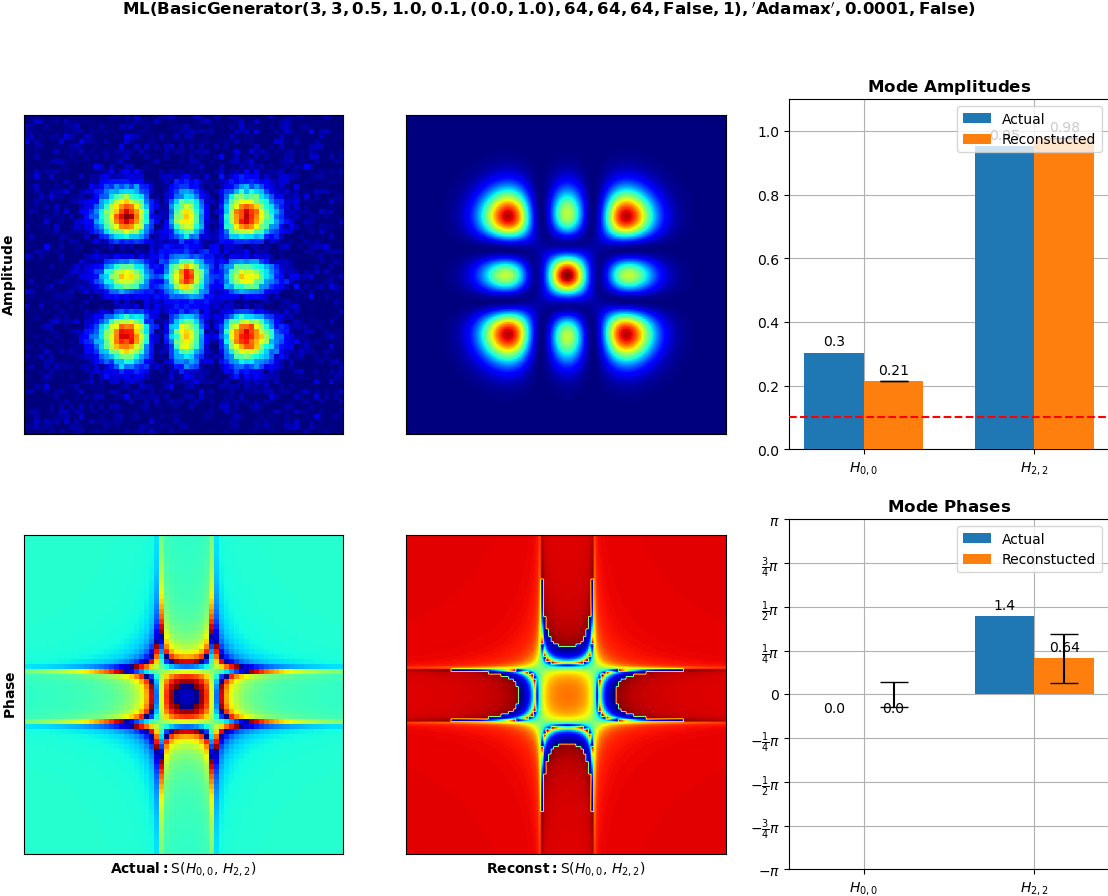 ML(BasicGenerator(3, 3, 0.5, 1.0, 0.1, (0.0, 1.0), 64, 64, 64, False, 1), ′Adamax′, 0.0001, False)
Amplitude
Mode Amplitudes
Actual
Reconstucted
0.95
0.98
0.3
0.21
1.0
0.8
0.6
0.4
0.2
0.0
H0,0
H2,2
Phase
Actual: S(H0,0, H2,2)
Reconst: S(H0,0, H2,2)
Mode Phases
Actual
Reconstucted
1.4
0.64
0.0
0.0
π
3/4π
1/2π
1/4π
0
−1/4π
−1/2π
−3/4π
−π
H0,0
H2,2